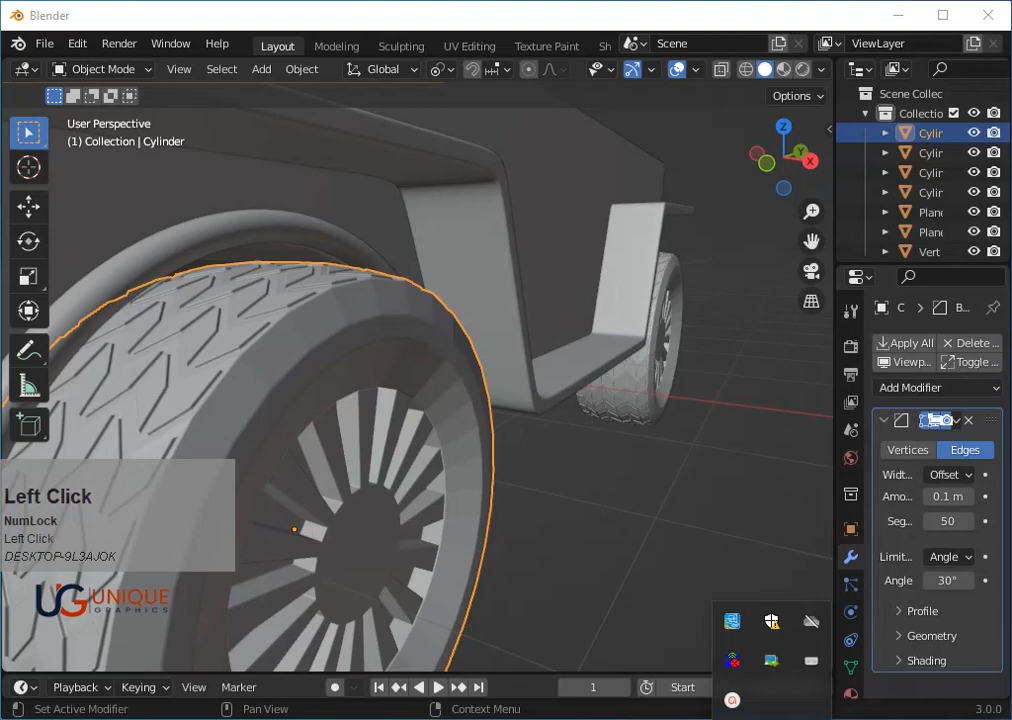 Blender
File Edit Render Window Help Layout Modeling Sculpting UV Editing Texture Paint Sh Scene ViewLayer
Object Mode View Select Add Object Global
Options
User Perspective
(1) Collection | Cylinder
Z
Y
X
Scene Collec
Collectio
Cylir
Cylir
Cylir
Cylir
Plane
Plane
Vert
C > B...
Apply All Delete ...
Viewp... Toggle ...
Add Modifier
Vertices Edges
Widt... Offset
Amo... 0.1 m
Seg... 50
Limit... Angle
Angle 30°
Profile
Geometry
Shading
Left Click
NumLock
Left Click
DESKTOP-9L3AJOK
UG UNIQUE
GRAPHICS
Playback Keying View Marker 1 Start
Set Active Modifier Pan View Context Menu 3.0.0